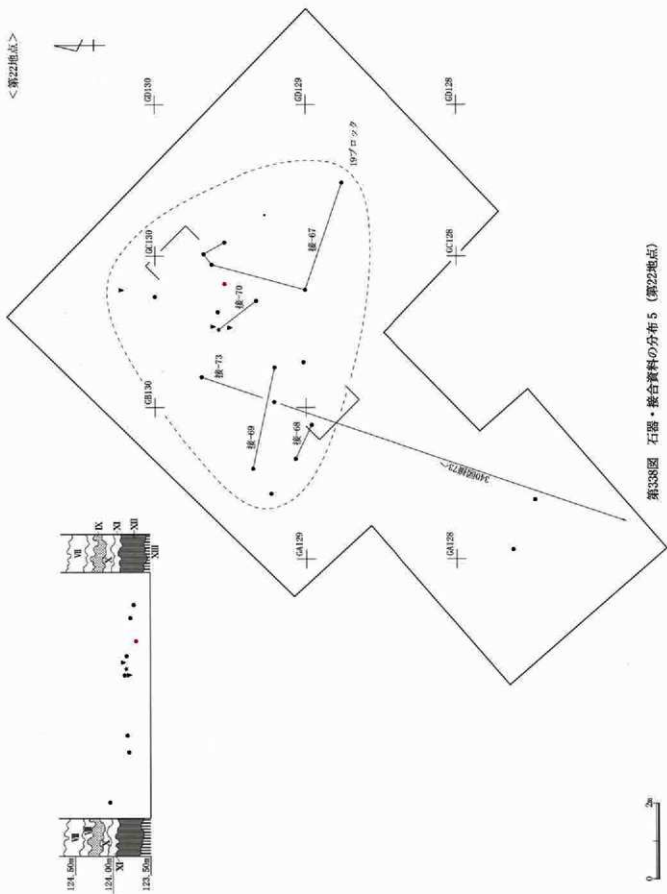 ＜第22地点＞
GD130
GD129
GD128
GC130
GC128
GB130
GA129
GA128
19ブロック
接-67
接-70
接-73
接-69
接-68
VII
IX
X
XI
XII
XIII
VII
VIII
X
XI
124.50m
124.00m
123.50m
0 2m
第338図 石器・接合資料の分布5（第22地点）